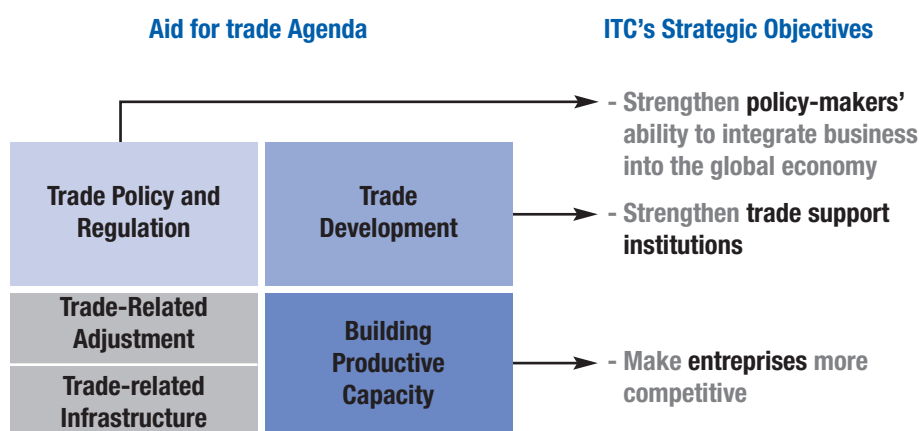 Aid for trade Agenda
ITC's Strategic Objectives
- Strengthen policy-makers'
ability to integrate business
into the global economy
Trade Policy and
Regulation
Trade
Development
- Strengthen trade support
institutions
Trade-Related
Adjustment
Trade-related
Infrastructure
Building
Productive
Capacity
- Make entreprises more
competitive